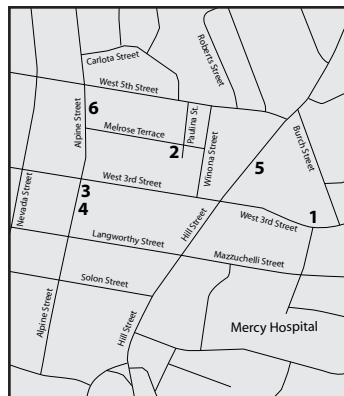 Carlota Street
Roberts Street
West 5th Street
6
Alpine Street
Melrose Terrace
Paulina St.
2
Winona Street
5
Burch Street
Nevada Street
3
4
West 3rd Street
Hill Street
West 3rd Street
1
Langworthy Street
Mazzuchelli Street
Solon Street
Alpine Street
Hill Street
Mercy Hospital